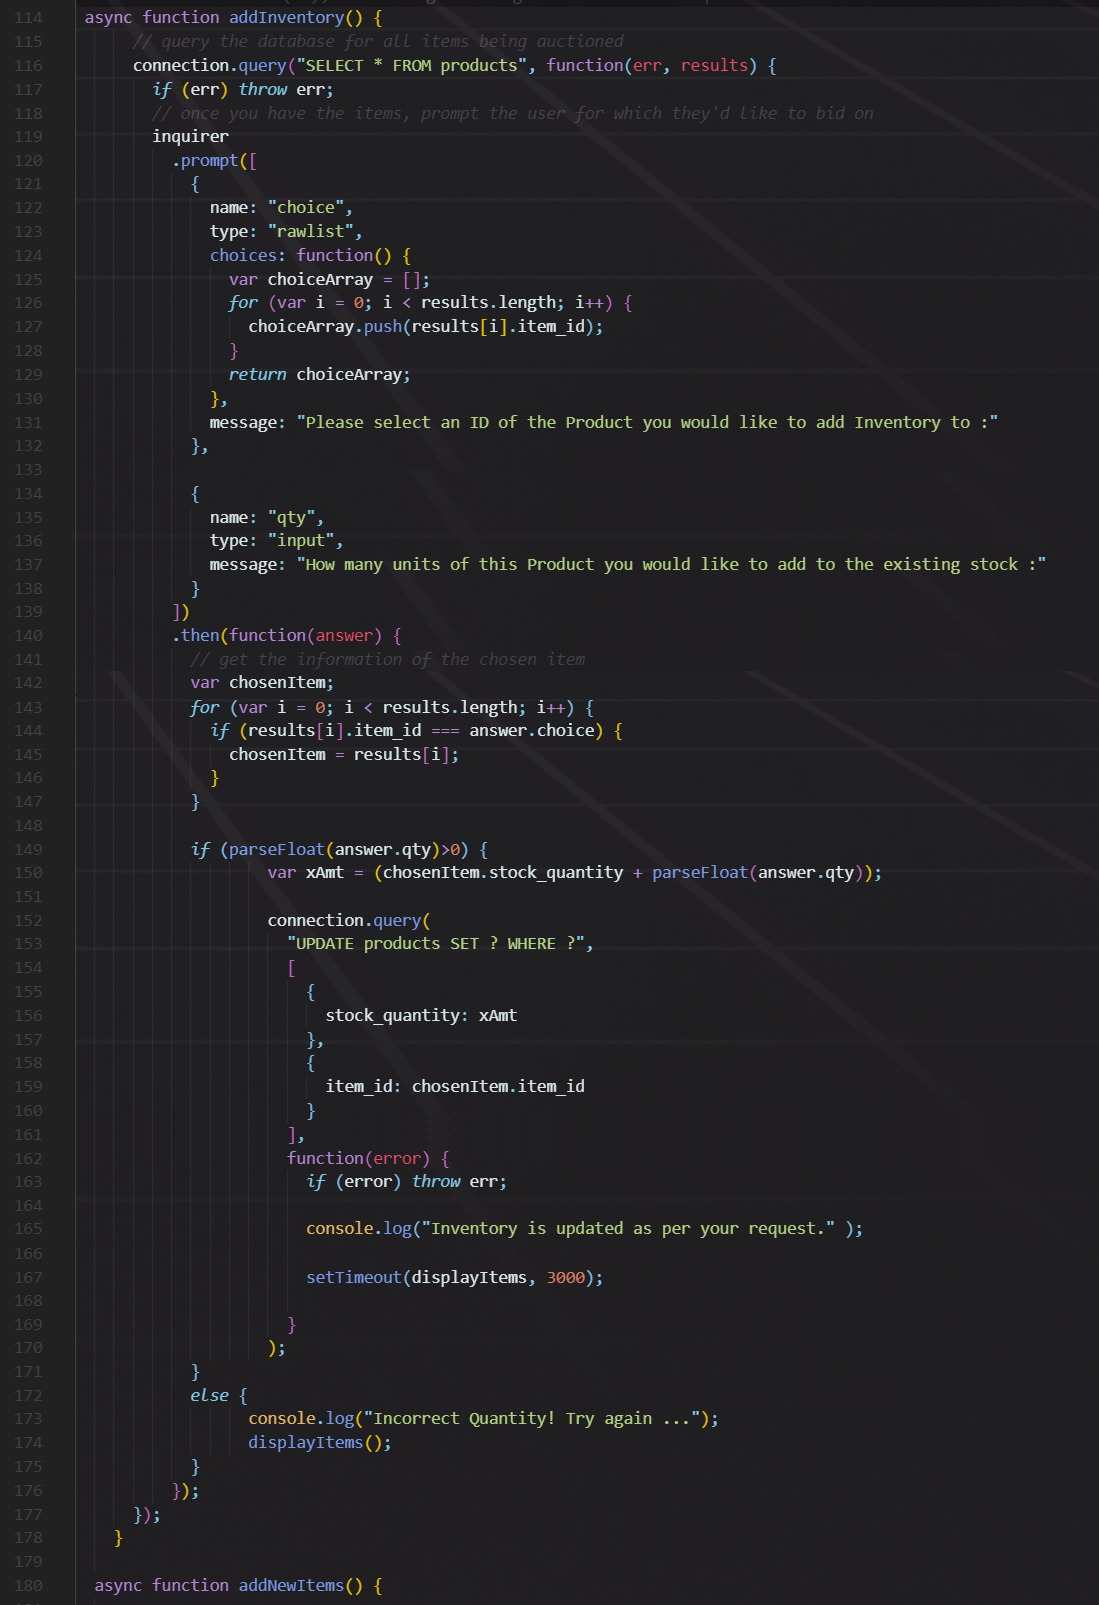 114 async function addInventory() {
115 // query the database for all items being auctioned
116 connection.query("SELECT * FROM products", function(err, results) {
117 if (err) throw err;
118 // once you have the items, prompt the user for which they'd like to bid on
119 inquirer
120 .prompt([
121 {
122 name: "choice",
123 type: "rawlist",
124 choices: function() {
125 var choiceArray = [];
126 for (var i = 0; i < results.length; i++) {
127 choiceArray.push(results[i].item_id);
128 }
129 return choiceArray;
130 },
131 message: "Please select an ID of the Product you would like to add Inventory to :"
132 },
133
134 {
135 name: "qty",
136 type: "input",
137 message: "How many units of this Product you would like to add to the existing stock :"
138 }
139 ])
140 .then(function(answer) {
141 // get the information of the chosen item
142 var chosenItem;
143 for (var i = 0; i < results.length; i++) {
144 if (results[i].item_id === answer.choice) {
145 chosenItem = results[i];
146 }
147 }
148
149 if (parseFloat(answer.qty)>0) {
150 var xAmt = (chosenItem.stock_quantity + parseFloat(answer.qty));
151
152 connection.query(
153 "UPDATE products SET ? WHERE ?",
154 [
155 {
156 stock_quantity: xAmt
157 },
158 {
159 item_id: chosenItem.item_id
160 }
161 ],
162 function(error) {
163 if (error) throw err;
164
165 console.log("Inventory is updated as per your request." );
166
167 setTimeout(displayItems, 3000);
168
169 }
170 );
171 }
172 else {
173 console.log("Incorrect Quantity! Try again ...");
174 displayItems();
175 }
176 });
177 });
178 }
179
180 async function addNewItems() {